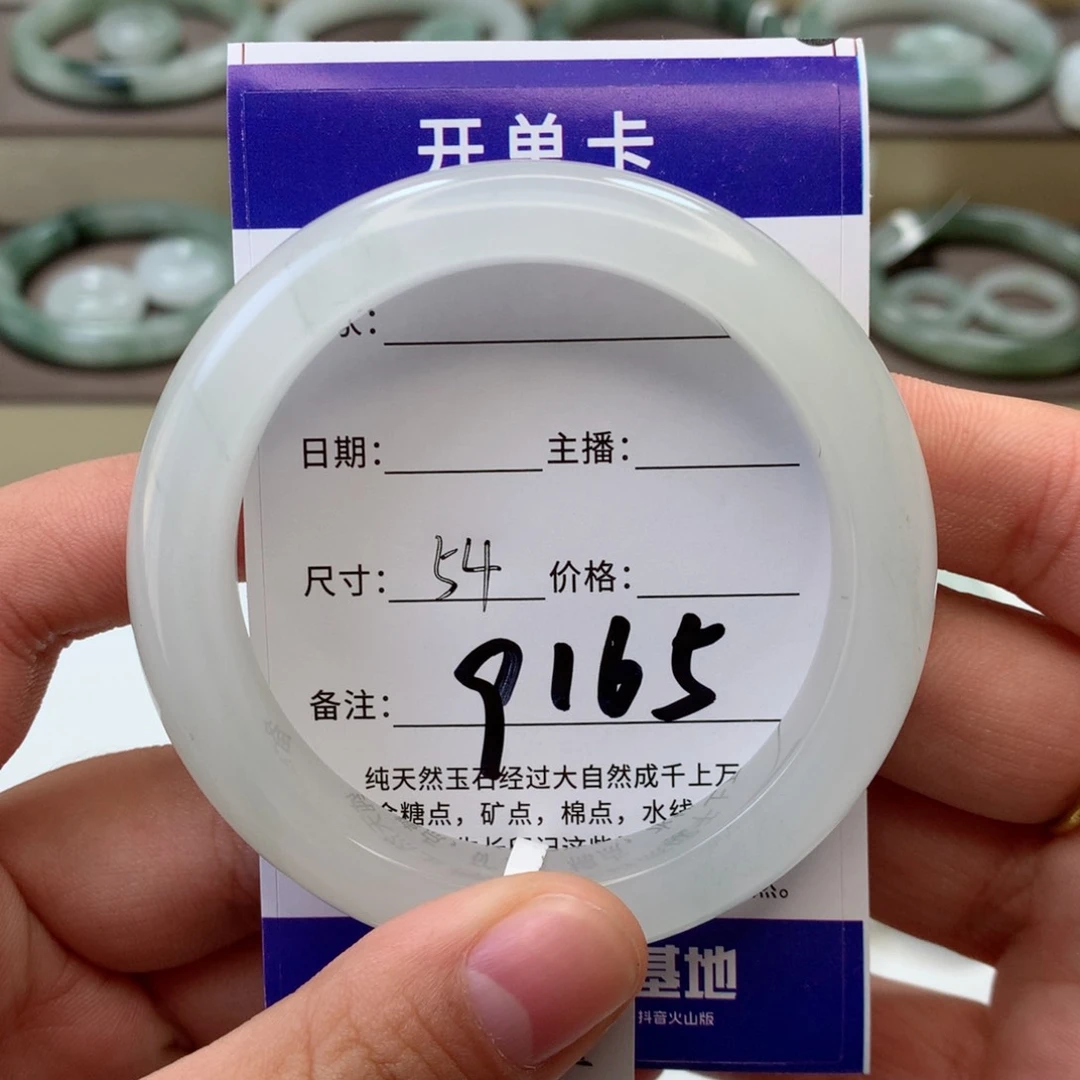 开单卡
家：
日期： 主播：
尺寸：54 价格：
备注：9165
纯天然玉石经过大自然成千上万
糖点，矿点，棉点，水线
基地
抖音火山版